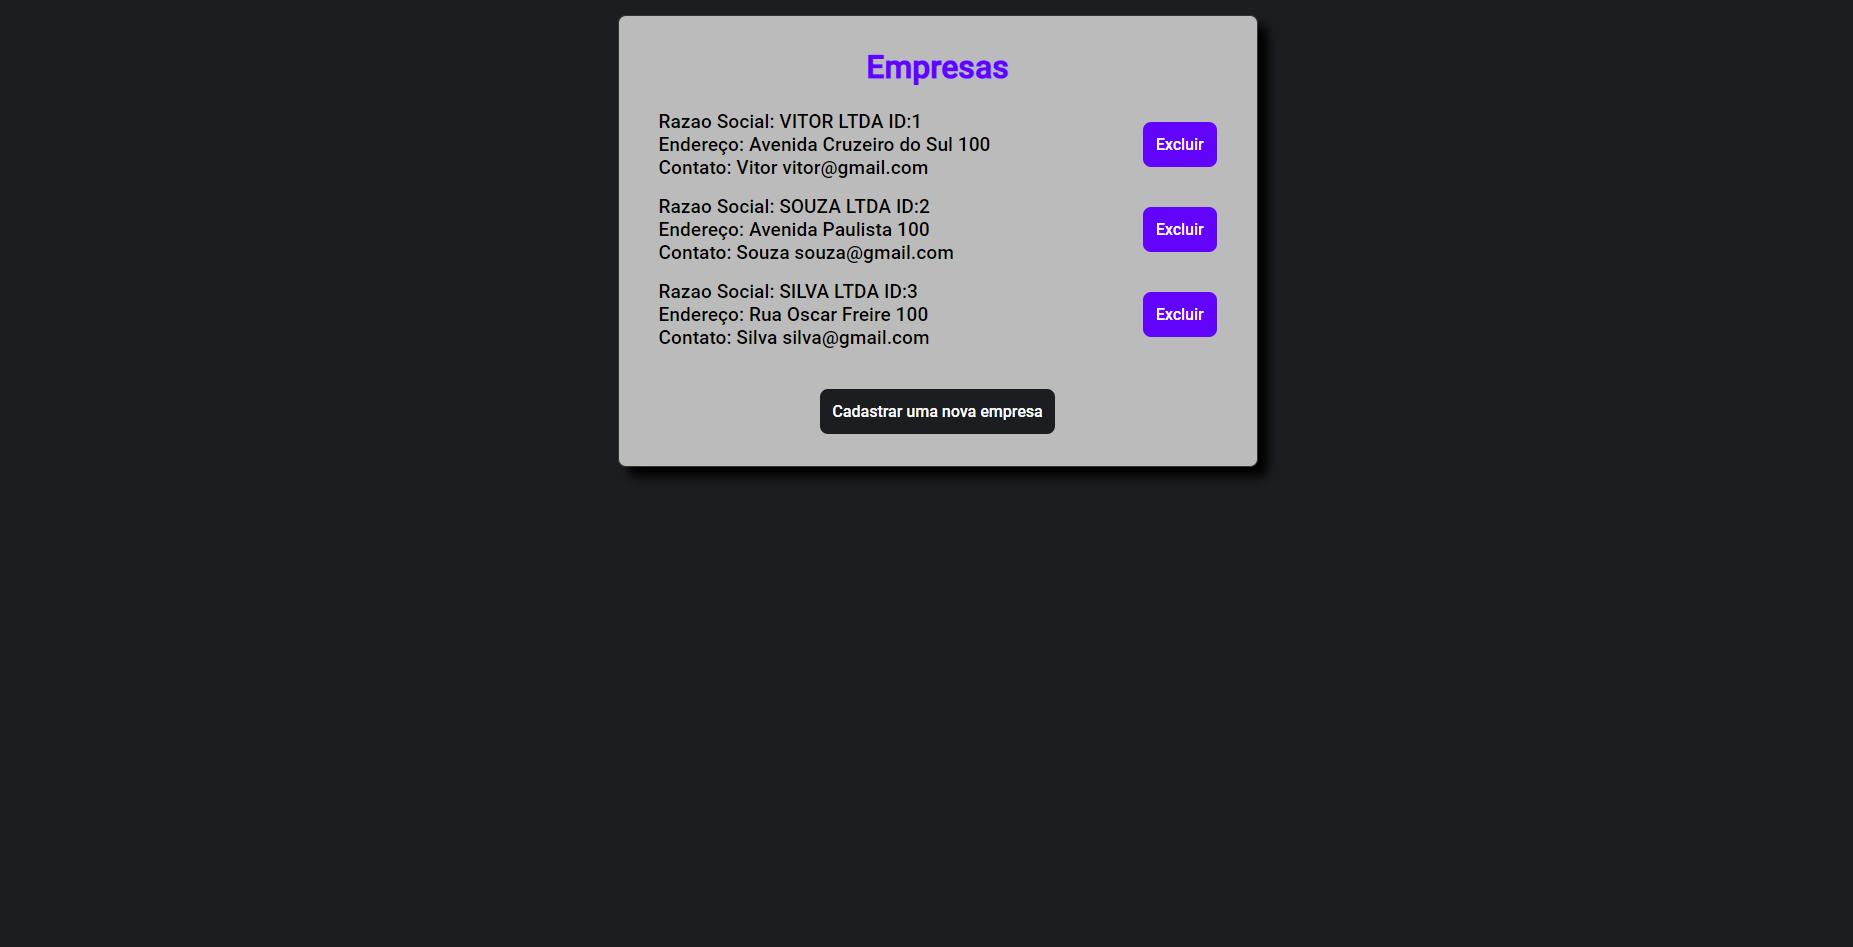 Empresas
Razao Social: VITOR LTDA ID:1
Endereço: Avenida Cruzeiro do Sul 100
Contato: Vitor vitor@gmail.com
Excluir
Razao Social: SOUZA LTDA ID:2
Endereço: Avenida Paulista 100
Contato: Souza souza@gmail.com
Excluir
Razao Social: SILVA LTDA ID:3
Endereço: Rua Oscar Freire 100
Contato: Silva silva@gmail.com
Excluir
Cadastrar uma nova empresa